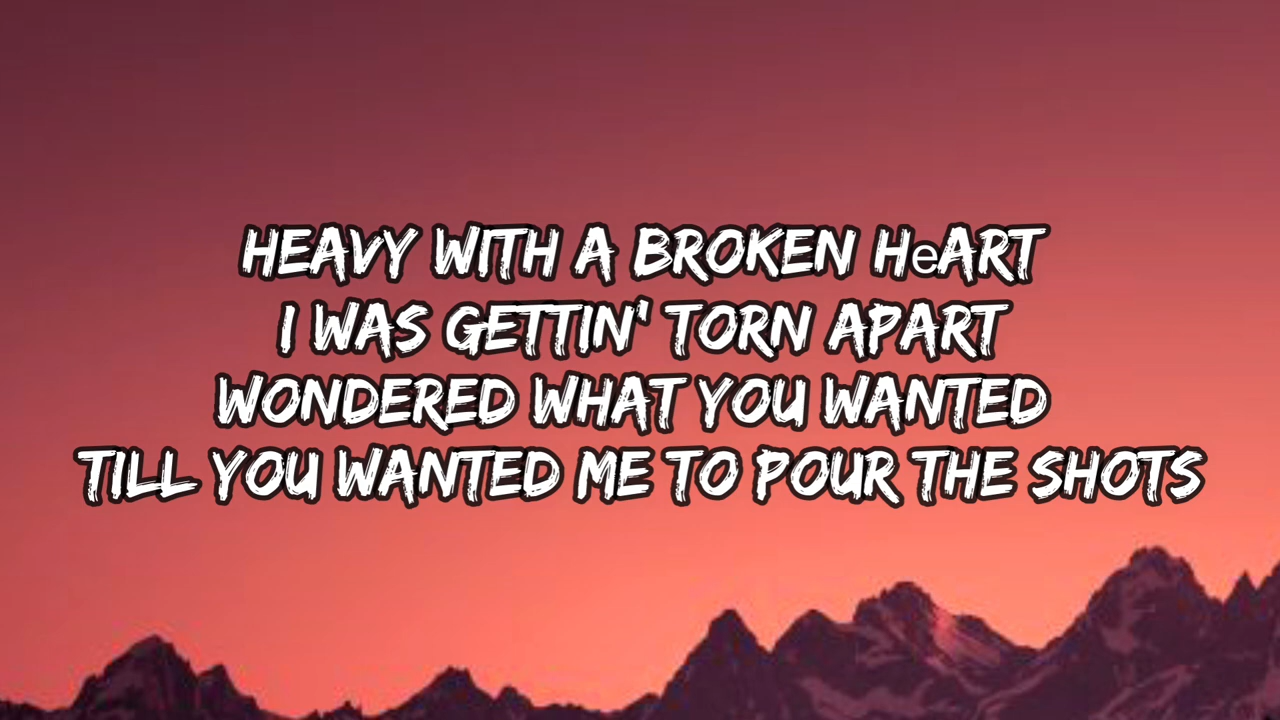 HEAVY WITH A BROKEN HeART
I WAS GETTIN' TORN APART
WONDERED WHAT YOU WANTED
TILL YOU WANTED ME TO POUR THE SHOTS